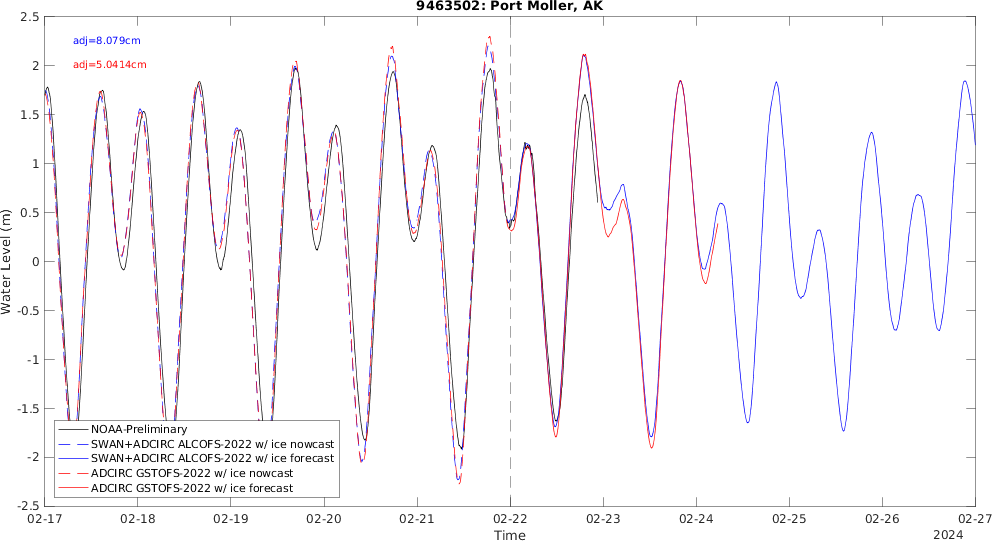 9463502: Port Moller, AK
adj=8.079cm
adj=5.0414cm
Water Level (m)
2.5
2
1.5
1
0.5
0
-0.5
-1
-1.5
-2
-2.5
NOAA-Preliminary
SWAN+ADCIRC ALCOFS-2022 w/ ice nowcast
SWAN+ADCIRC ALCOFS-2022 w/ ice forecast
ADCIRC GSTOFS-2022 w/ ice nowcast
ADCIRC GSTOFS-2022 w/ ice forecast
02-17 02-18 02-19 02-20 02-21 02-22 02-23 02-24 02-25 02-26 02-27
Time
2024